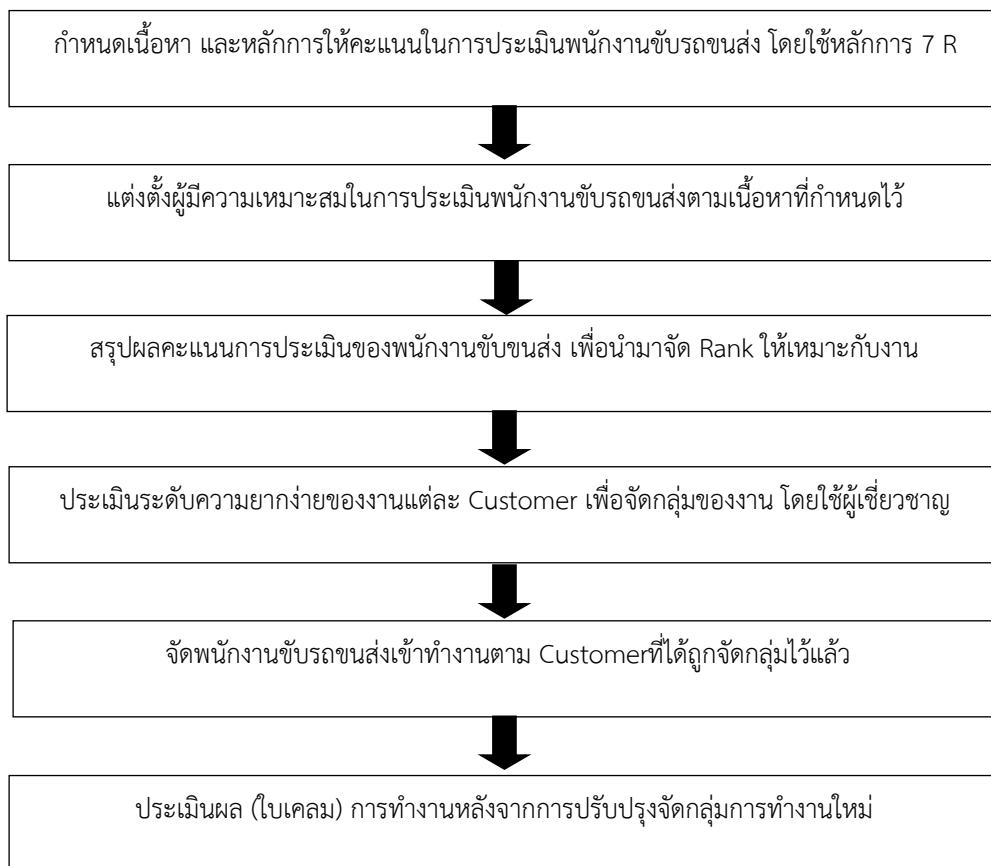 กำหนดเนื้อหา และหลักการให้คะแนนในการประเมินพนักงานขับรถขนส่ง โดยใช้หลักการ 7 R
แต่งตั้งผู้มีความเหมาะสมในการประเมินพนักงานขับรถขนส่งตามเนื้อหาที่กำหนดไว้
สรุปผลคะแนนการประเมินของพนักงานขับขนส่ง เพื่อนำมาจัด Rank ให้เหมาะกับงาน
ประเมินระดับความยากง่ายของงานแต่ละ Customer เพื่อจัดกลุ่มของงาน โดยใช้ผู้เชี่ยวชาญ
จัดพนักงานขับรถขนส่งเข้าทำงานตาม Customerที่ได้ถูกจัดกลุ่มไว้แล้ว
ประเมินผล (ใบเคลม) การทำงานหลังจากการปรับปรุงจัดกลุ่มการทำงานใหม่